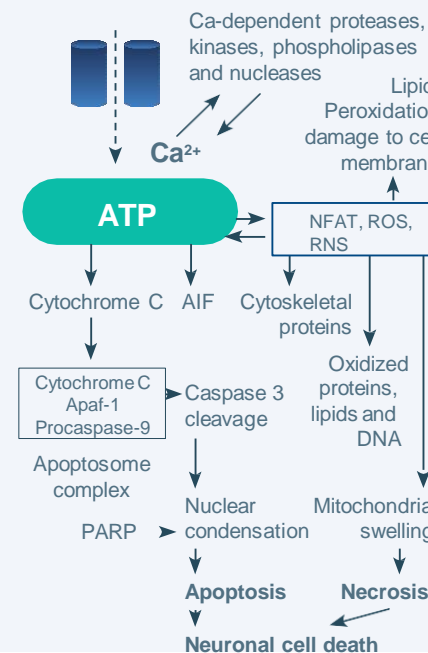 Ca-dependent proteases,
kinases, phospholipases
and nucleases
Ca²⁺
Lipid
Peroxidation
damage to ce
membran
ATP
NFAT, ROS,
RNS
Cytochrome C
AIF
Cytoskeletal
proteins
Cytochrome C
Apaf-1
Procaspase-9
Caspase 3
cleavage
Oxidized
proteins,
lipids and
DNA
Apoptosome
complex
PARP
Nuclear
condensation
Mitochondria
swelling
Apoptosis
Necrosis
Neuronal cell death